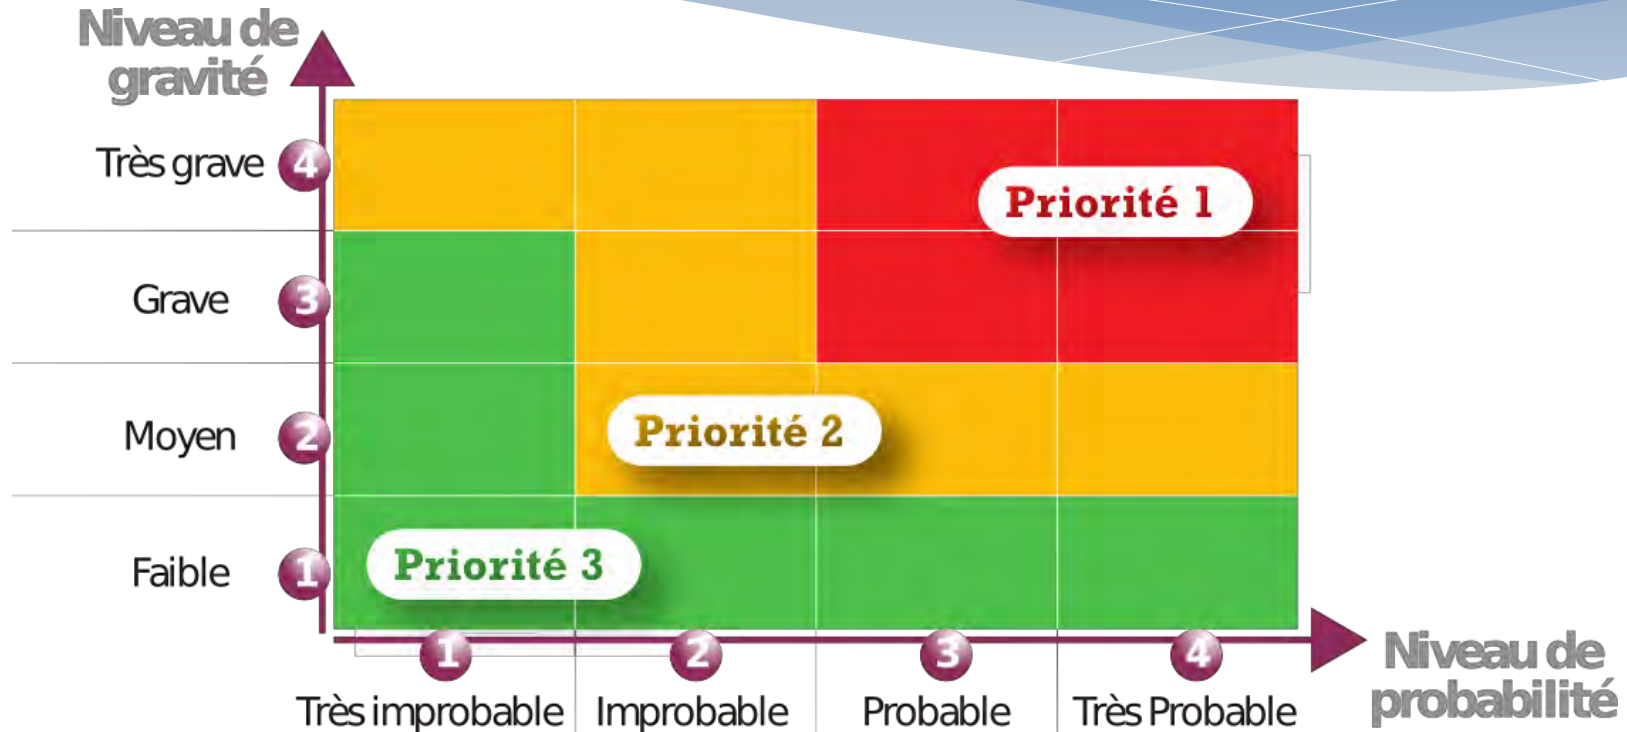 Niveau de
gravité
Très grave 4
Priorité 1
Grave 3
Moyen 2
Priorité 2
Faible 1
Priorité 3
1 2 3 4
Très improbable Improbable Probable Très Probable
Niveau de
probabilité